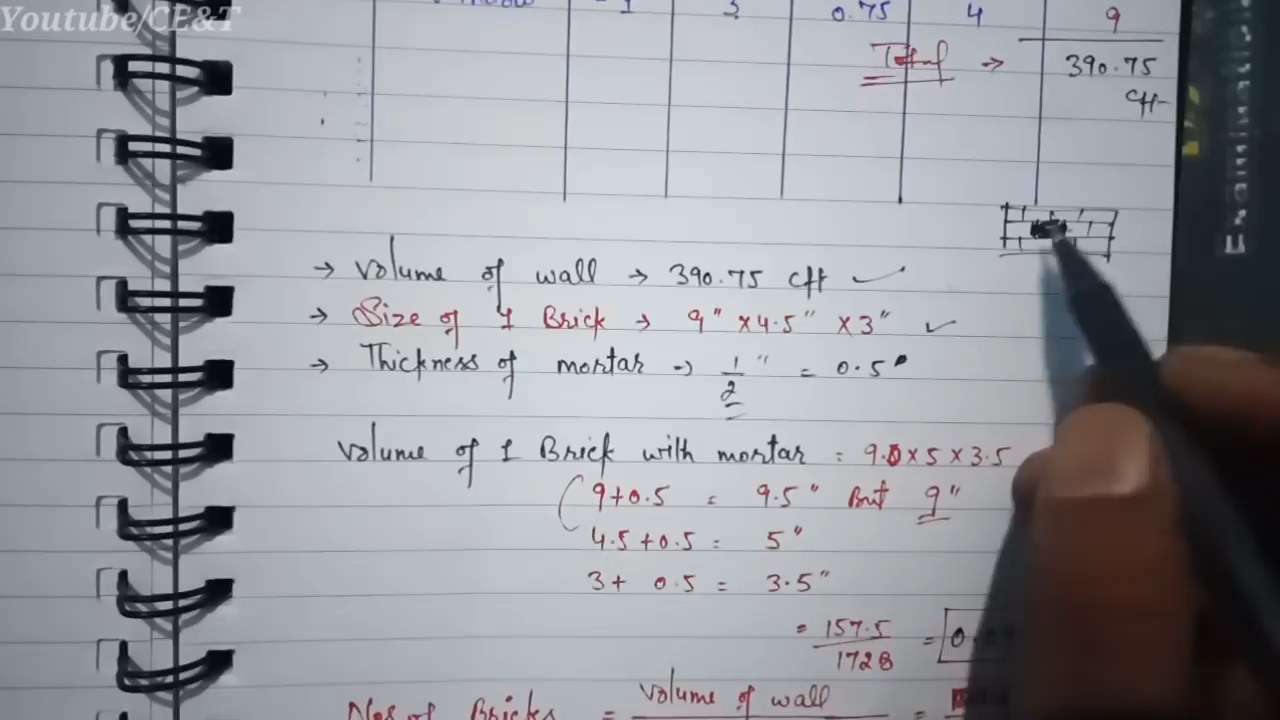 Youtube/CE&T
1 3 0.75 4 9
Total → 390.75
cft
→ Volume of wall → 390.75 cft ✓
→ Size of 1 Brick → 9" x 4.5" x 3" ✓
→ Thickness of mortar → 1/2" = 0.5"
Volume of 1 Brick with mortar = 9.0 x 5 x 3.5
( 9 + 0.5 = 9.5" But 9"
4.5 + 0.5 = 5"
3 + 0.5 = 3.5"
= 157.5/1728 = 0.
Nos of Bricks = Volume of wall =
Examination